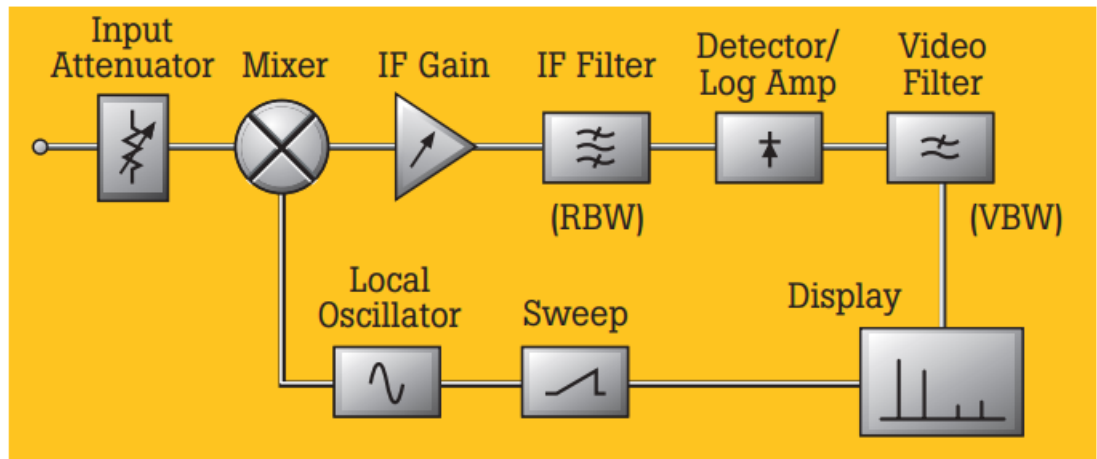 Input
Attenuator
Mixer
IF Gain
IF Filter
Detector/
Log Amp
Video
Filter
(RBW)
(VBW)
Local
Oscillator
Sweep
Display